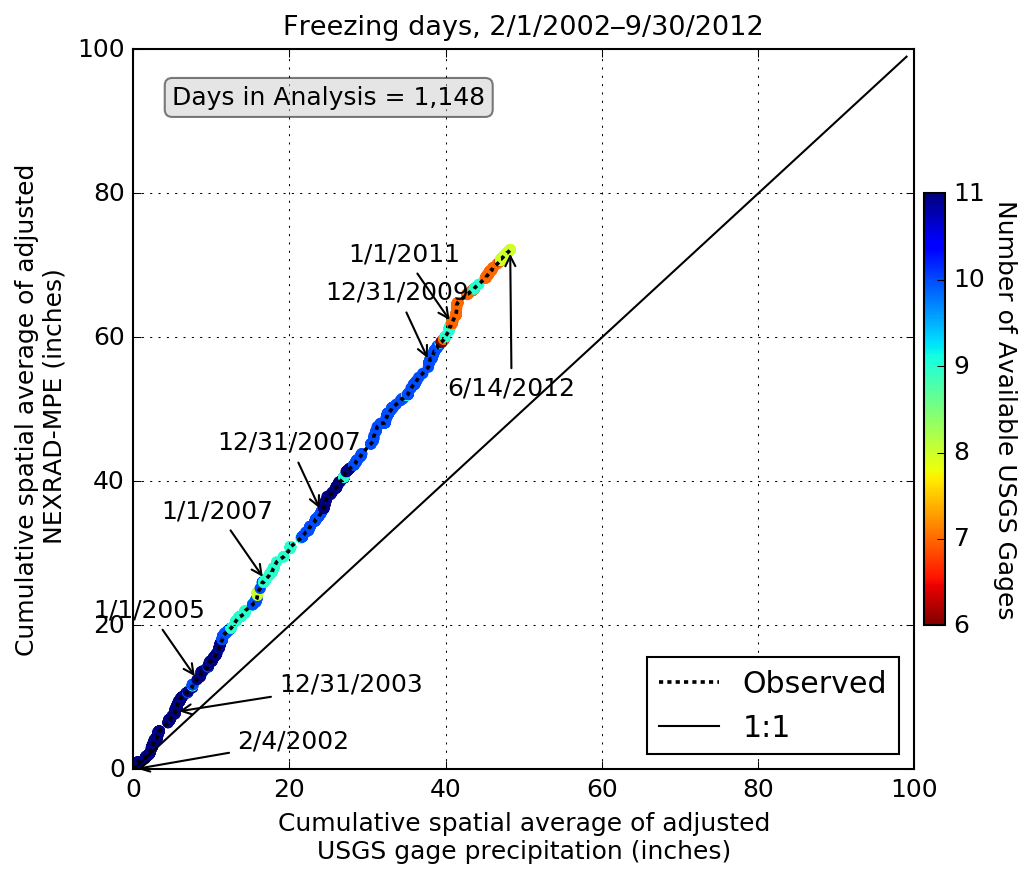 Freezing days, 2/1/2002–9/30/2012
Days in Analysis = 1,148
100
80
60
40
20
0
Cumulative spatial average of adjusted
NEXRAD-MPE (inches)
1/1/2011
12/31/2009
6/14/2012
12/31/2007
1/1/2007
1/1/2005
12/31/2003
2/4/2002
Observed
1:1
0 20 40 60 80 100
Cumulative spatial average of adjusted
USGS gage precipitation (inches)
11
10
9
8
7
6
Number of Available USGS Gages